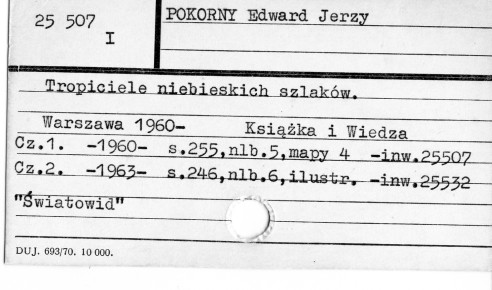 25 507
I
POKORNY Edward Jerzy
Tropiciele niebieskich szlaków.
Warszawa 1960- Książka i Wiedza
Cz.1. -1960- s.255,nlb.5,mapy 4 -inw.25507
Cz.2. -1963- s.246,nlb.6,ilustr. -inw.25532
"Światowid"
DUJ. 693/70. 10 000.